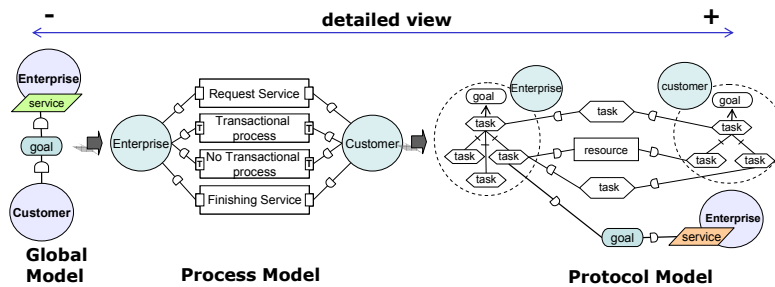 - detailed view +
Enterprise
service
goal
Customer
Global
Model
Enterprise
Request Service
Transactional
process
T T
No Transactional
process
T T
Finishing Service
Customer
Process Model
Enterprise
goal
task
task
task
task
task
task
resource
task
customer
goal
task
task
task
goal
service
Enterprise
Protocol Model